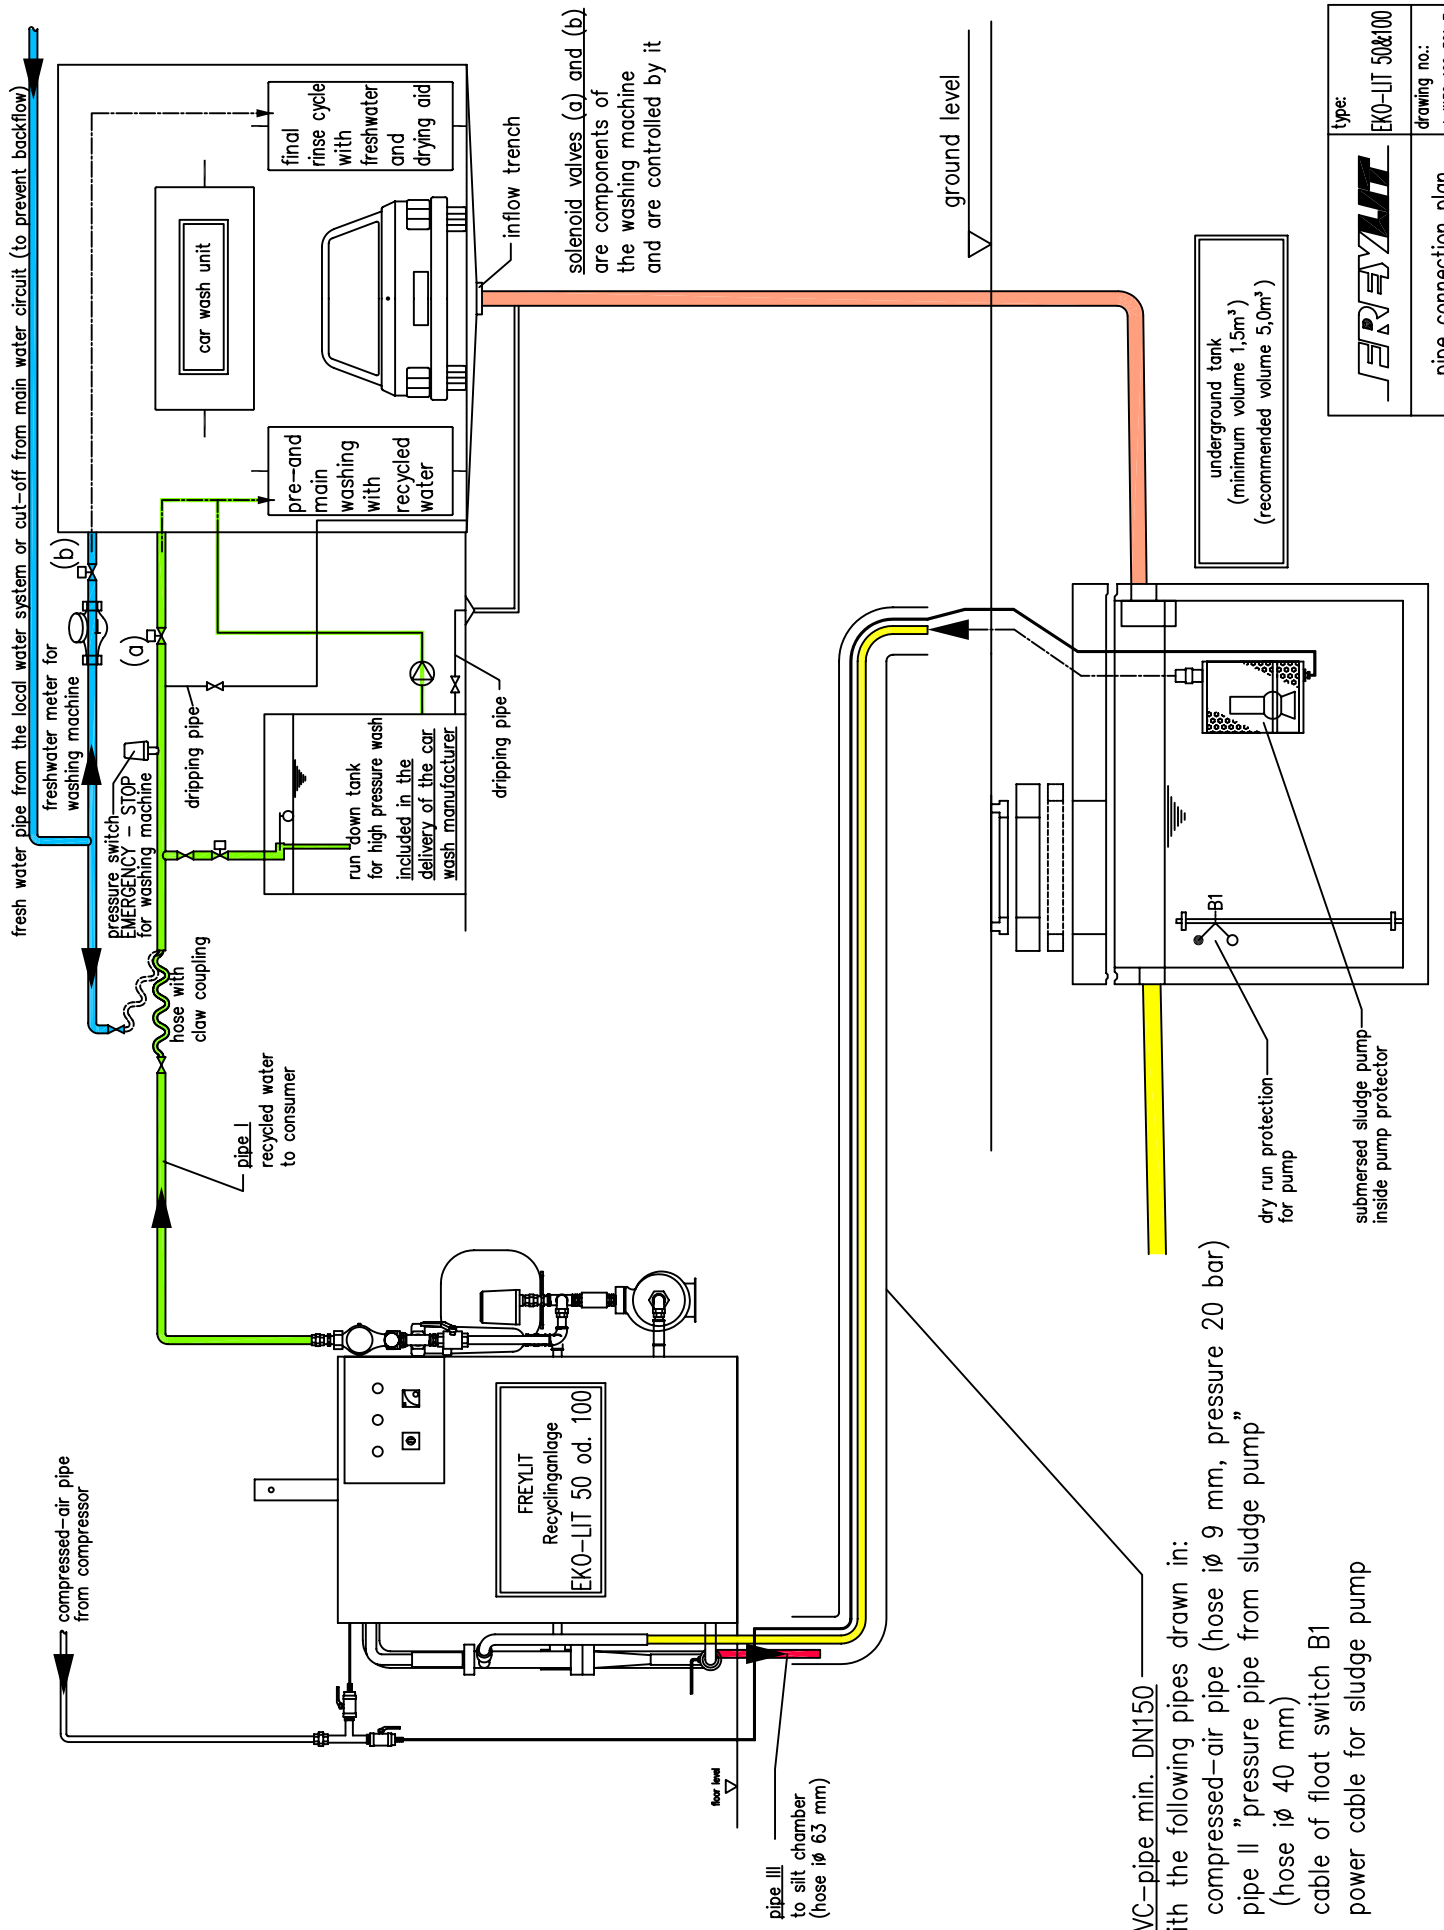 fresh water pipe from the local water system or cut-off from main water circuit (to prevent backflow)
compressed-air pipe
from compressor
freshwater meter for
washing machine
(b)
(a)
pressure switch
EMERGENCY - STOP
for washing machine
hose with
claw coupling
pipe I
recycled water
to consumer
dripping pipe
car wash unit
final
rinse cycle
with
freshwater
and
drying aid
pre-and
main
washing
with
recycled
water
run down tank
for high pressure wash
included in the
delivery of the car
wash manufacturer
dripping pipe
inflow trench
solenoid valves (a) and (b)
are components of
the washing machine
and are controlled by it
FREYLIT
Recyclinganlage
EKO-LIT 50 od. 100
floor level
pipe III
to silt chamber
(hose iø 63 mm)
ground level
underground tank
(minimum volume 1,5m³)
(recommended volume 5,0m³)
B1
dry run protection
for pump
submersed sludge pump
inside pump protector
VC-pipe min. DN150
ith the following pipes drawn in:
compressed-air pipe (hose iø 9 mm, pressure 20 bar)
pipe II "pressure pipe from sludge pump"
(hose iø 40 mm)
cable of float switch B1
power cable for sludge pump
FREYLIT
type:
EKO-LIT 50&100
drawing no.:
pipe connection plan